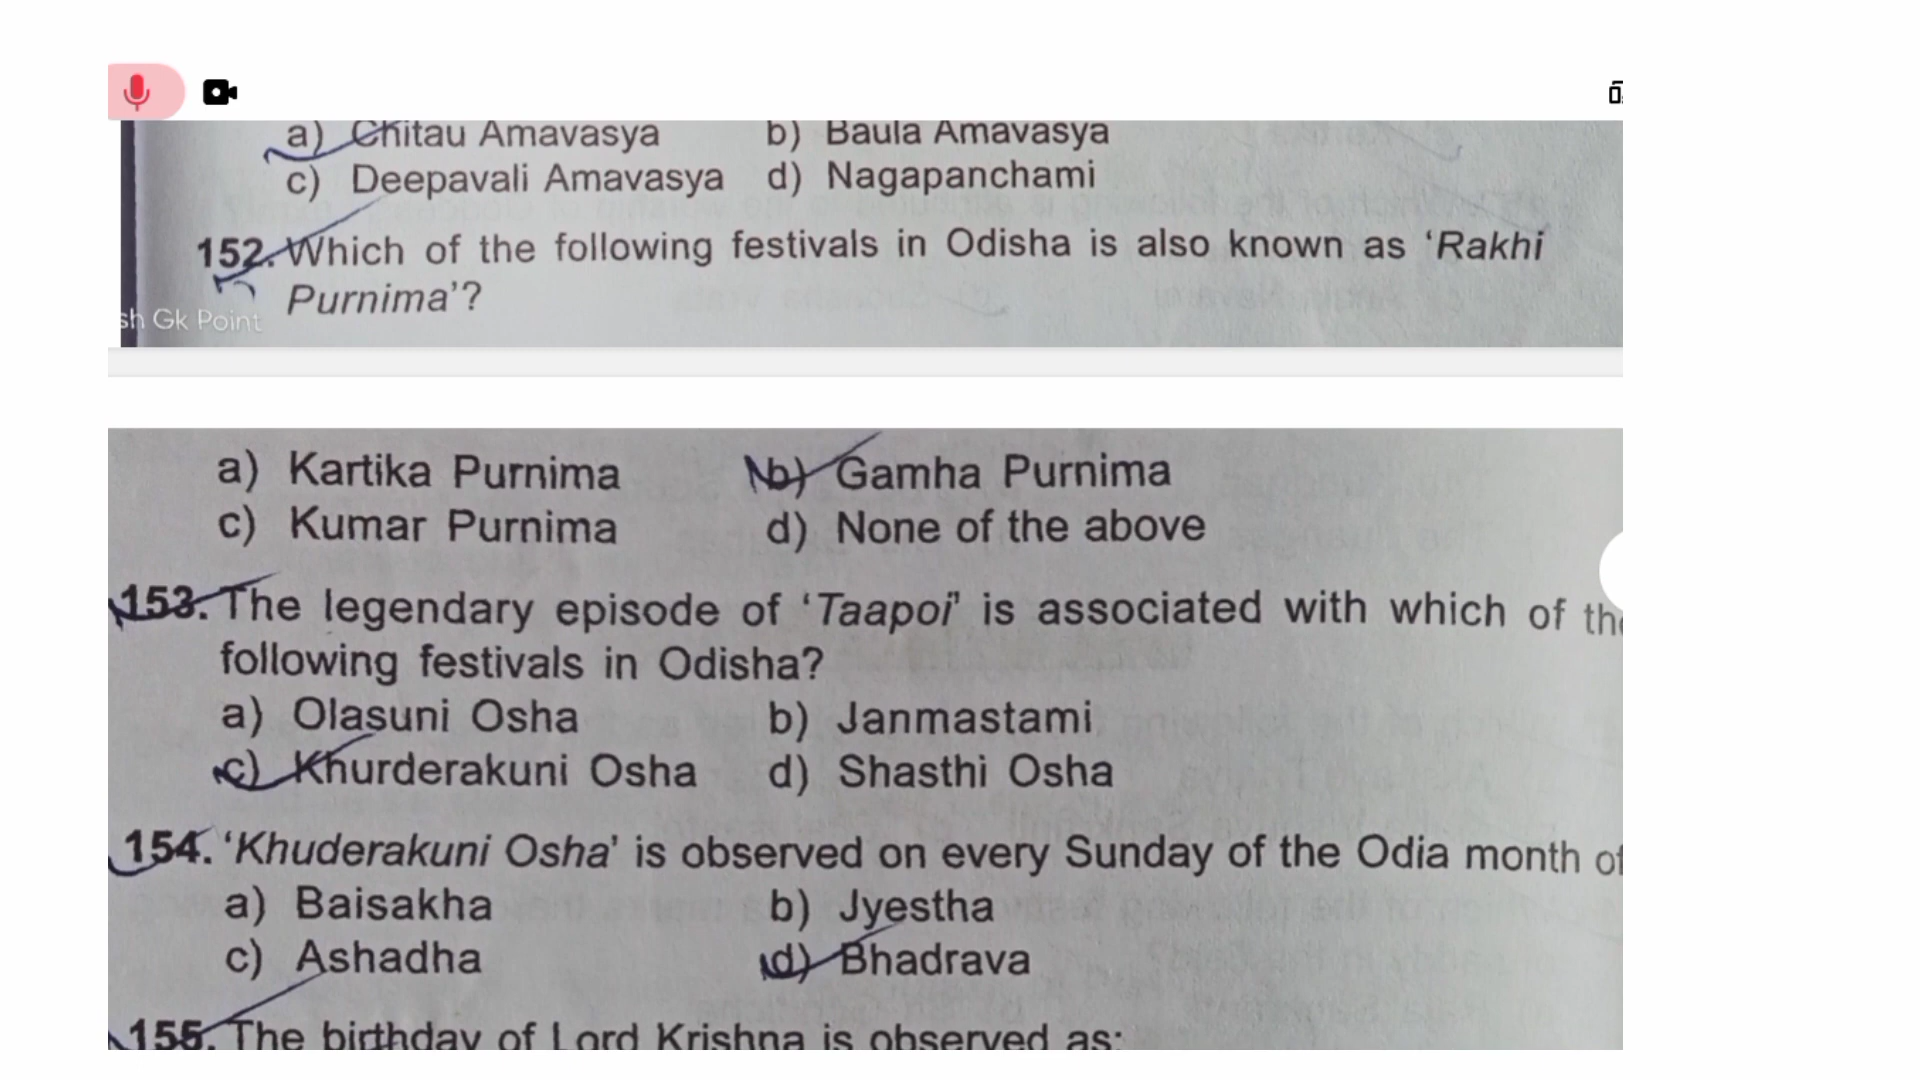 a) Chitau Amavasya b) Baula Amavasya
c) Deepavali Amavasya d) Nagapanchami
152. Which of the following festivals in Odisha is also known as ‘Rakhi
Purnima’?
sh Gk Point
a) Kartika Purnima b) Gamha Purnima
c) Kumar Purnima d) None of the above
153. The legendary episode of ‘Taapoi’ is associated with which of the
following festivals in Odisha?
a) Olasuni Osha b) Janmastami
c) Khurderakuni Osha d) Shasthi Osha
154. ‘Khuderakuni Osha’ is observed on every Sunday of the Odia month of
a) Baisakha b) Jyestha
c) Ashadha d) Bhadrava
155. The birthday of Lord Krishna is observed as: